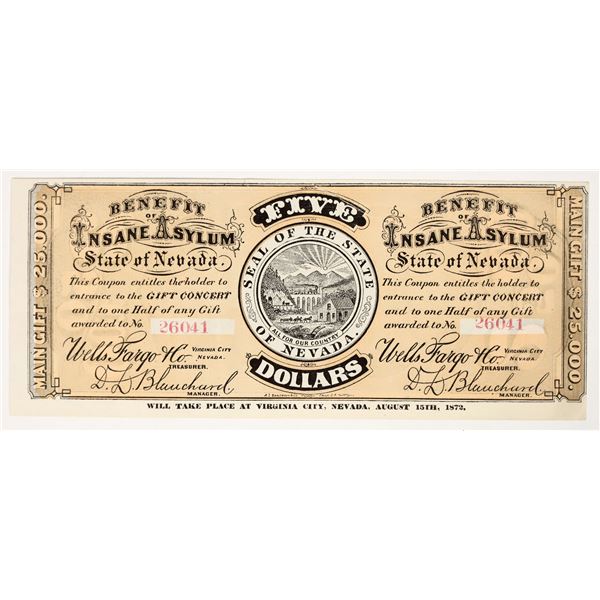 MAIN GIFT $25,000.
BENEFIT
OF
INSANE ASYLUM
State of Nevada.
This Coupon entitles the holder to
entrance to the GIFT CONCERT
and to one Half of any Gift
awarded to No. 26041
Wells Fargo & Co. VIRGINIA CITY
NEVADA.
TREASURER.
D. L. Blanchard
MANAGER.
FIVE
SEAL OF THE STATE
OF NEVADA.
ALL FOR OUR COUNTRY
DOLLARS
BENEFIT
OF
INSANE ASYLUM
State of Nevada.
This Coupon entitles the holder to
entrance to the GIFT CONCERT
and to one Half of any Gift
awarded to No. 26041
Wells Fargo & Co. VIRGINIA CITY
NEVADA.
TREASURER.
D. L. Blanchard
MANAGER.
MAIN GIFT $25,000.
WILL TAKE PLACE AT VIRGINIA CITY, NEVADA, AUGUST 15TH, 1872.